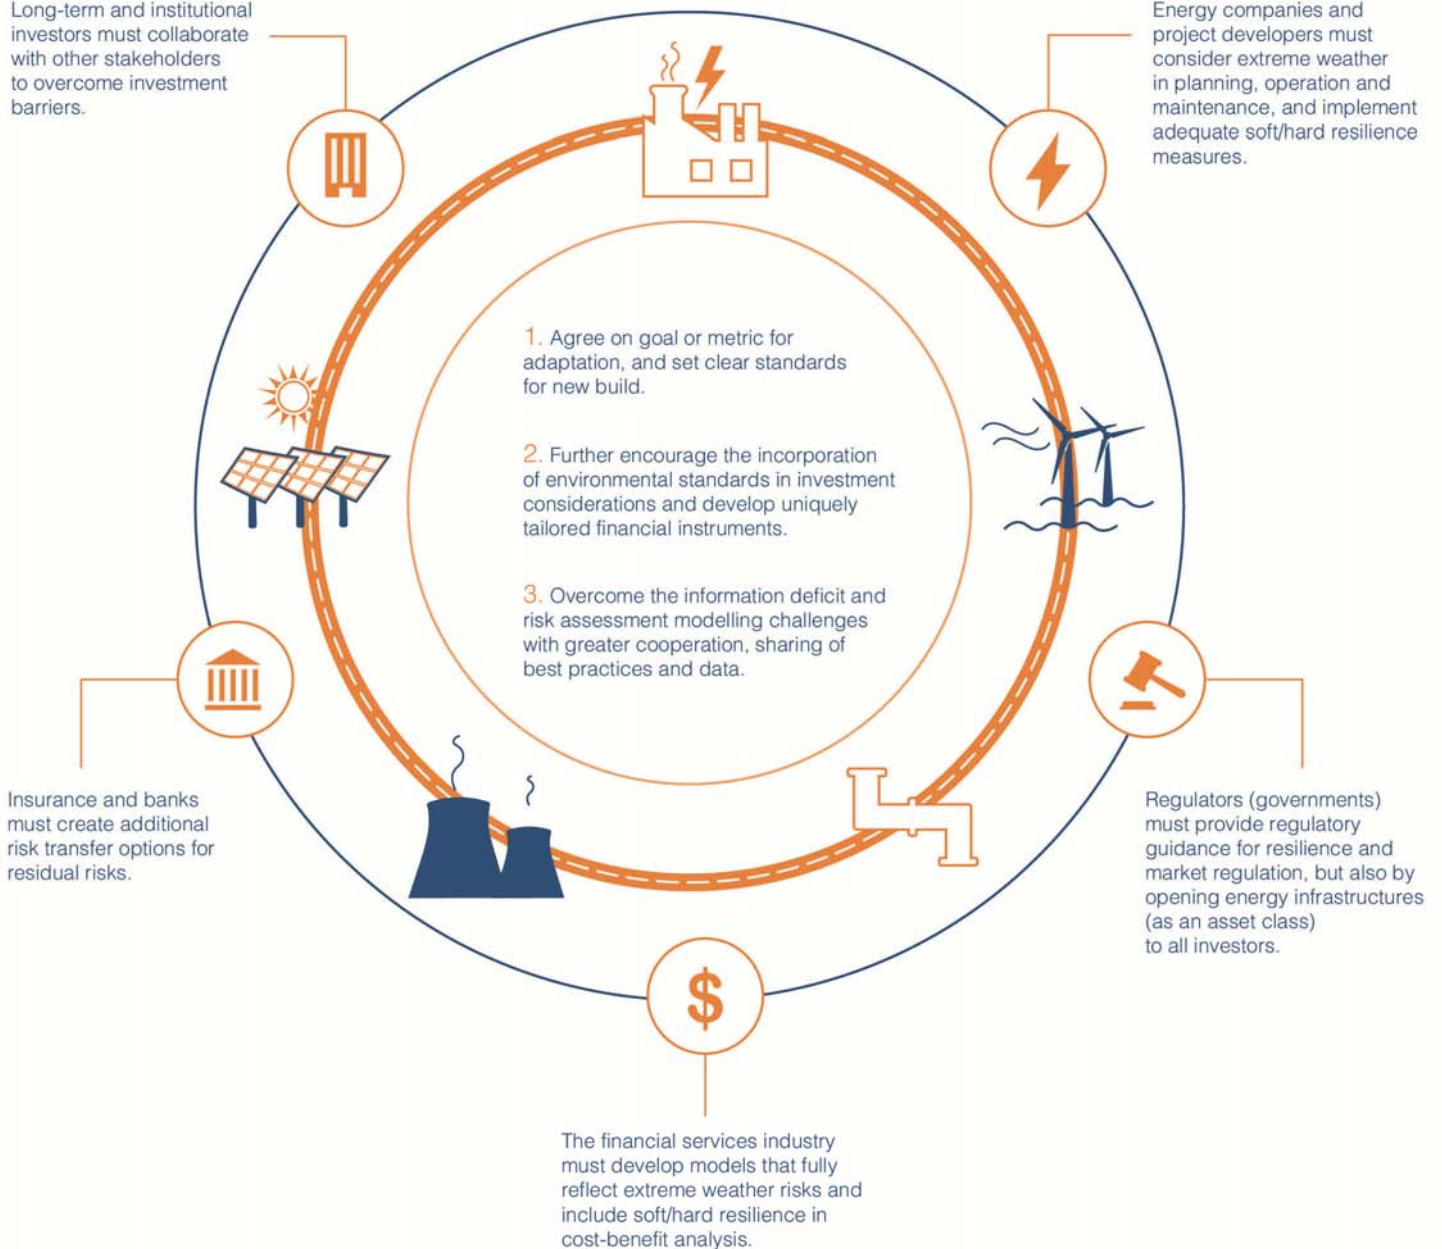 Long-term and institutional
investors must collaborate
with other stakeholders
to overcome investment
barriers.
Energy companies and
project developers must
consider extreme weather
in planning, operation and
maintenance, and implement
adequate soft/hard resilience
measures.
1. Agree on goal or metric for
adaptation, and set clear standards
for new build.
2. Further encourage the incorporation
of environmental standards in investment
considerations and develop uniquely
tailored financial instruments.
3. Overcome the information deficit and
risk assessment modelling challenges
with greater cooperation, sharing of
best practices and data.
Insurance and banks
must create additional
risk transfer options for
residual risks.
Regulators (governments)
must provide regulatory
guidance for resilience and
market regulation, but also by
opening energy infrastructures
(as an asset class)
to all investors.
$
The financial services industry
must develop models that fully
reflect extreme weather risks and
include soft/hard resilience in
cost-benefit analysis.